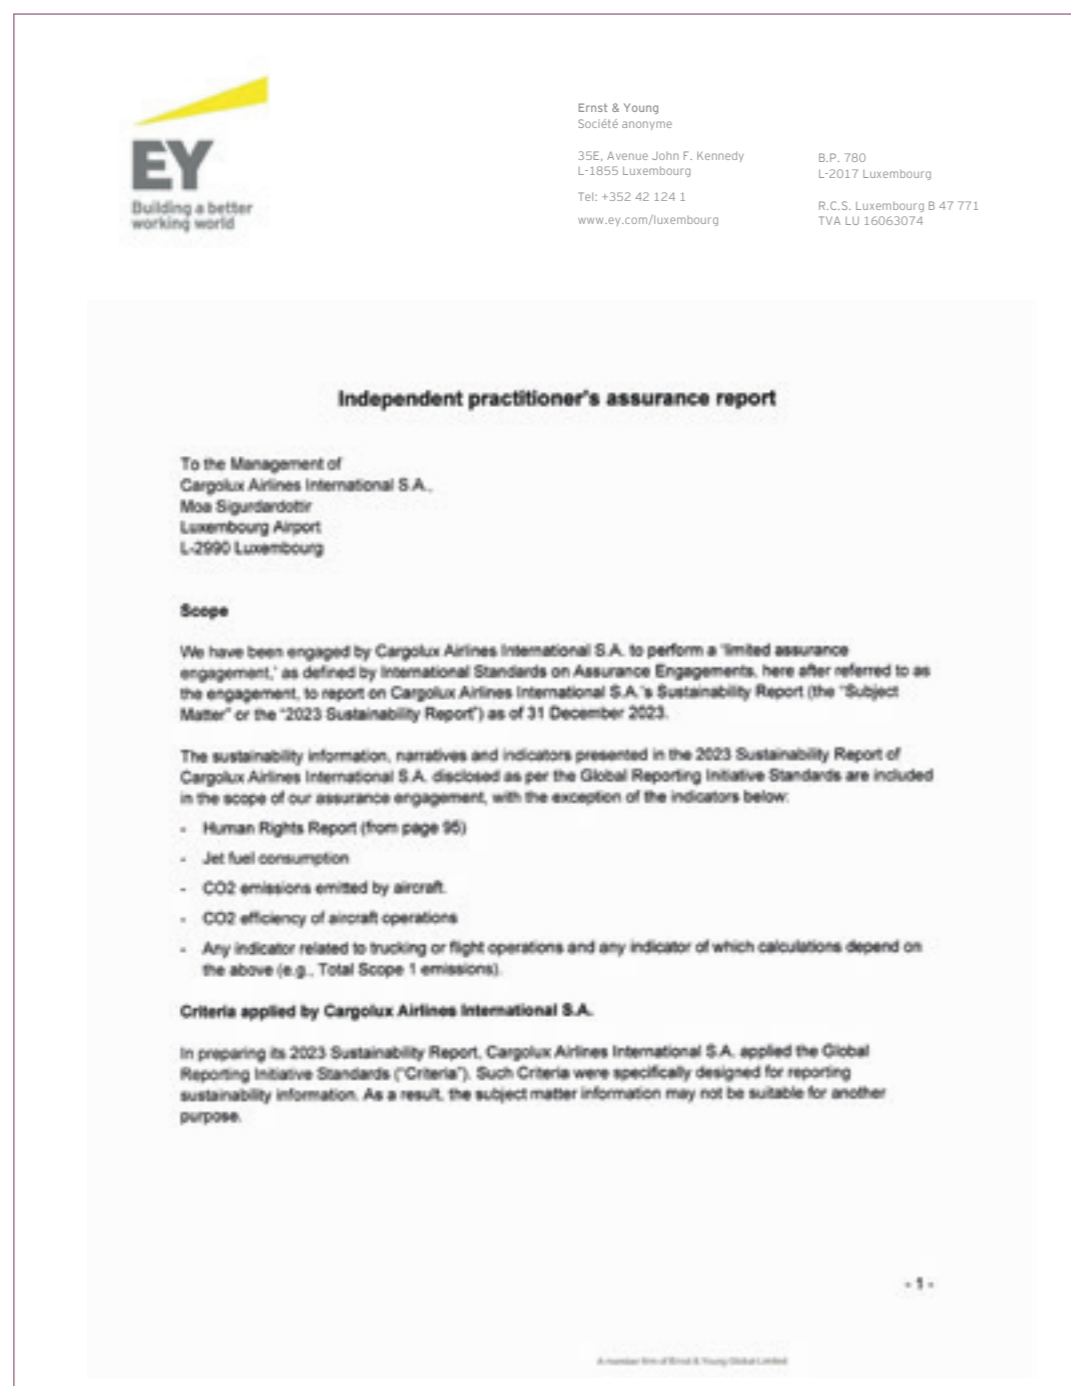 EY
Building a better
working world
Ernst & Young
Société anonyme
35E, Avenue John F. Kennedy
L-1855 Luxembourg
Tel: +352 42 124 1
www.ey.com/luxembourg
B.P. 780
L-2017 Luxembourg
R.C.S. Luxembourg B 47 771
TVA LU 16063074
Independent practitioner's assurance report
To the Management of
Cargolux Airlines International S.A.,
Moa Sigurdardottir
Luxembourg Airport
L-2990 Luxembourg
Scope
We have been engaged by Cargolux Airlines International S.A. to perform a 'limited assurance
engagement,' as defined by International Standards on Assurance Engagements, here after referred to as
the engagement, to report on Cargolux Airlines International S.A.'s Sustainability Report (the "Subject
Matter" or the "2023 Sustainability Report") as of 31 December 2023.
The sustainability information, narratives and indicators presented in the 2023 Sustainability Report of
Cargolux Airlines International S.A. disclosed as per the Global Reporting Initiative Standards are included
in the scope of our assurance engagement, with the exception of the indicators below:
- Human Rights Report (from page 95)
- Jet fuel consumption
- CO2 emissions emitted by aircraft.
- CO2 efficiency of aircraft operations
- Any indicator related to trucking or flight operations and any indicator of which calculations depend on
the above (e.g., Total Scope 1 emissions).
Criteria applied by Cargolux Airlines International S.A.
In preparing its 2023 Sustainability Report, Cargolux Airlines International S.A. applied the Global
Reporting Initiative Standards ("Criteria"). Such Criteria were specifically designed for reporting
sustainability information. As a result, the subject matter information may not be suitable for another
purpose.
- 1 -
A member firm of Ernst & Young Global Limited